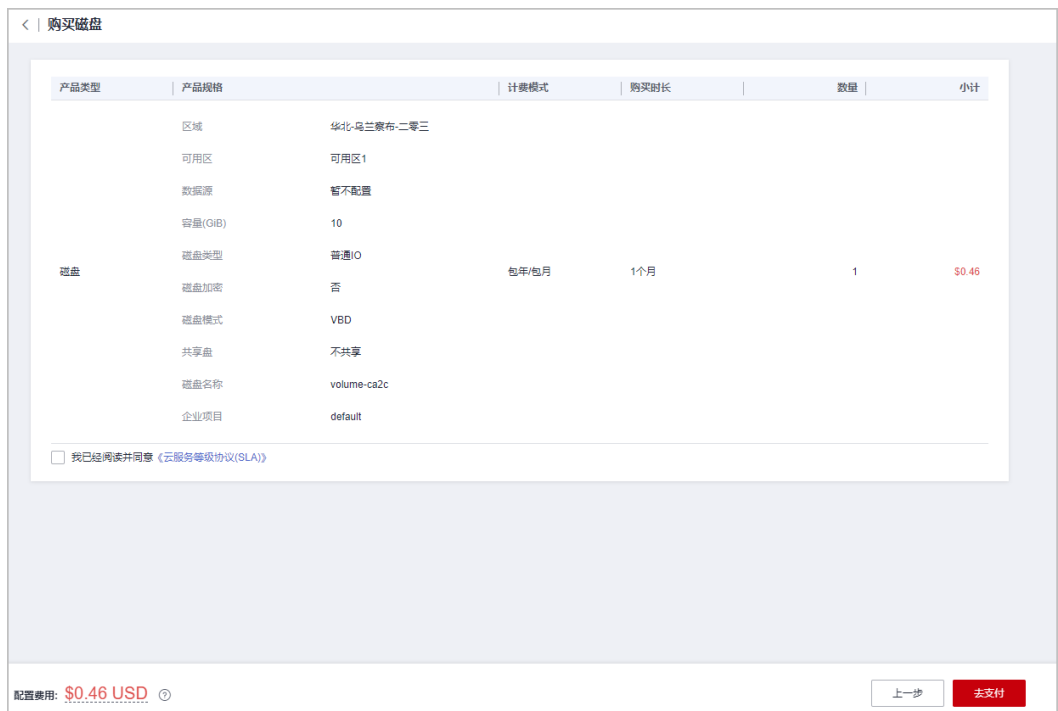 购买磁盘
产品类型 产品规格 计费模式 购买时长 数量 小计
区域 华北-乌兰察布-二零三
可用区 可用区1
数据源 暂不配置
容量(GiB) 10
磁盘类型 普通IO
磁盘 包年/包月 1个月 1 $0.46
磁盘加密 否
磁盘模式 VBD
共享盘 不共享
磁盘名称 volume-ca2c
企业项目 default
我已经阅读并同意《云服务等级协议(SLA)》
配置费用: $0.46 USD ? 上一步 去支付